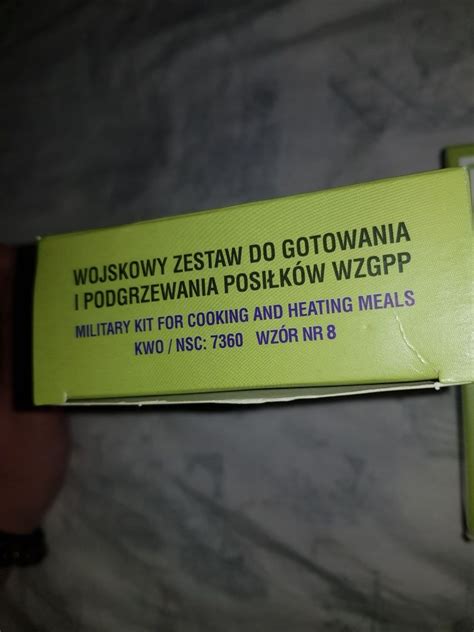 WOJSKOWY ZESTAW DO GOTOWANIA
I PODGRZEWANIA POSIŁKÓW WZGPP
MILITARY KIT FOR COOKING AND HEATING MEALS
KWO / NSC: 7360 WZÓR NR 8